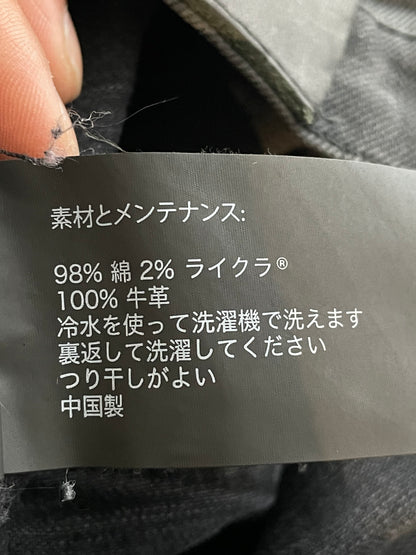 素材とメンテナンス:
98% 綿 2% ライクラ®
100% 牛革
冷水を使って洗濯機で洗えます
裏返して洗濯してください
つり干しがよい
中国製